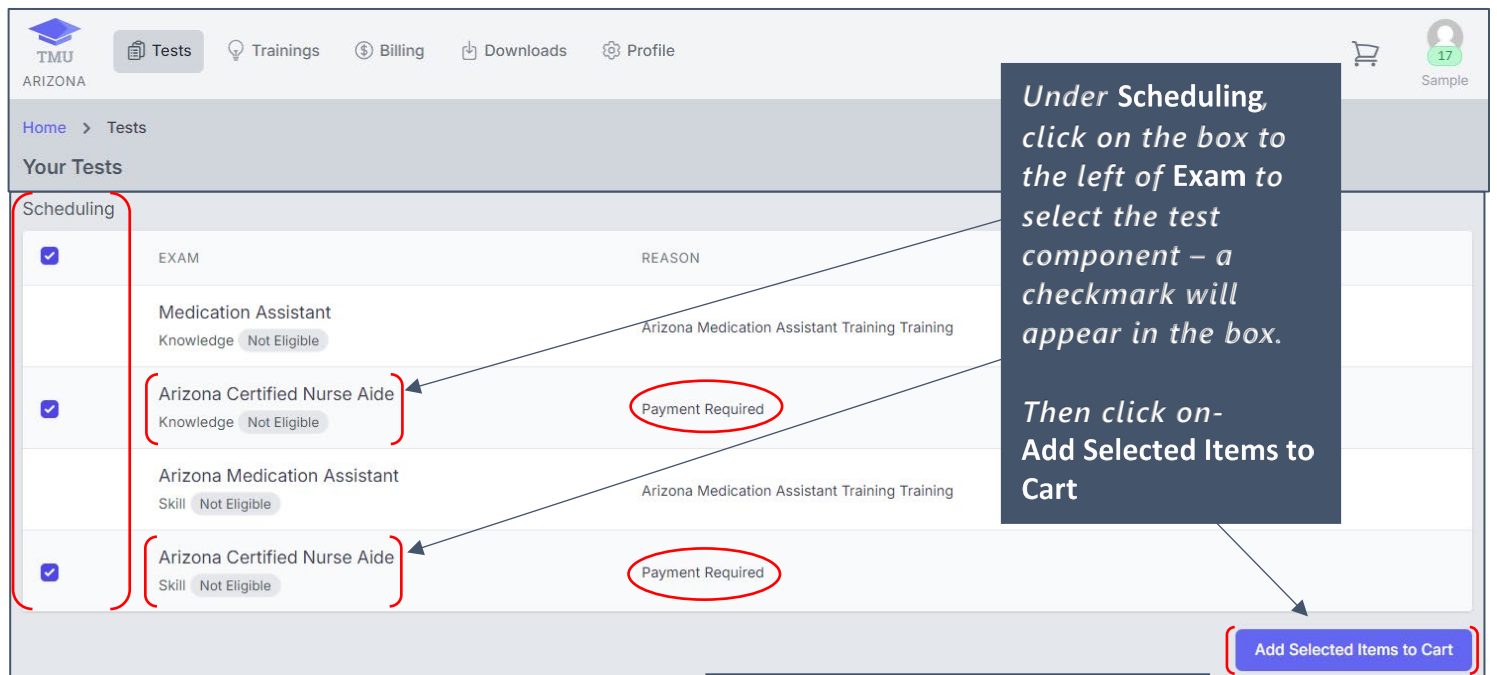 TMU
ARIZONA
Tests
Trainings
Billing
Downloads
Profile
17
Sample
Home > Tests
Your Tests
Under Scheduling,
click on the box to
the left of Exam to
select the test
component – a
checkmark will
appear in the box.
Then click on-
Add Selected Items to
Cart
Scheduling
EXAM
REASON
Medication Assistant
Knowledge Not Eligible
Arizona Medication Assistant Training Training
Arizona Certified Nurse Aide
Knowledge Not Eligible
Payment Required
Arizona Medication Assistant
Skill Not Eligible
Arizona Medication Assistant Training Training
Arizona Certified Nurse Aide
Skill Not Eligible
Payment Required
Add Selected Items to Cart